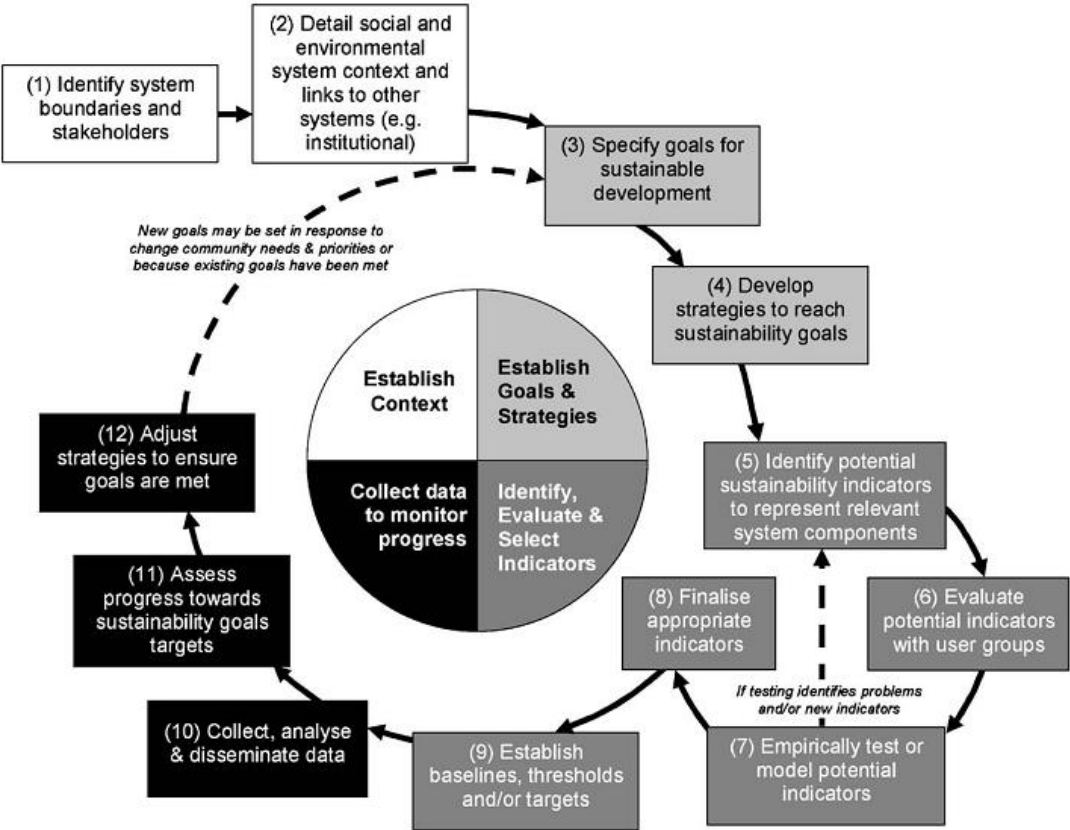 (1) Identify system
boundaries and
stakeholders
(2) Detail social and
environmental
system context and
links to other
systems (e.g.
institutional)
(3) Specify goals for
sustainable
development
New goals may be set in response to
change community needs & priorities or
because existing goals have been met
(4) Develop
strategies to reach
sustainability goals
Establish
Context
Establish
Goals &
Strategies
Collect data
to monitor
progress
Identify,
Evaluate &
Select
Indicators
(5) Identify potential
sustainability indicators
to represent relevant
system components
(6) Evaluate
potential indicators
with user groups
If testing identifies problems
and/or new indicators
(7) Empirically test or
model potential
indicators
(8) Finalise
appropriate
indicators
(9) Establish
baselines, thresholds
and/or targets
(10) Collect, analyse
& disseminate data
(11) Assess
progress towards
sustainability goals
targets
(12) Adjust
strategies to ensure
goals are met